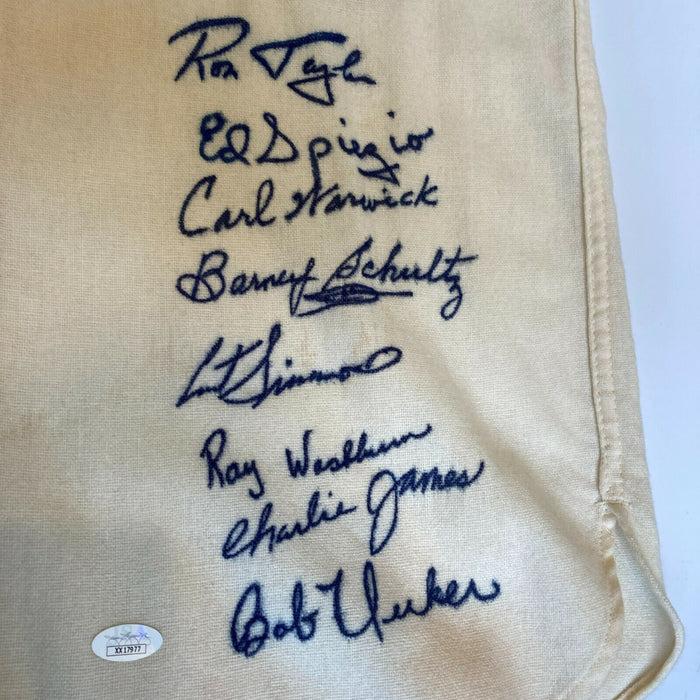 Ron Taylor
Ed Spiezio
Carl Warwick
Barney Schultz
Curt Simmons
Ray Washburn
Charlie James
Bob Uecker
XX17977